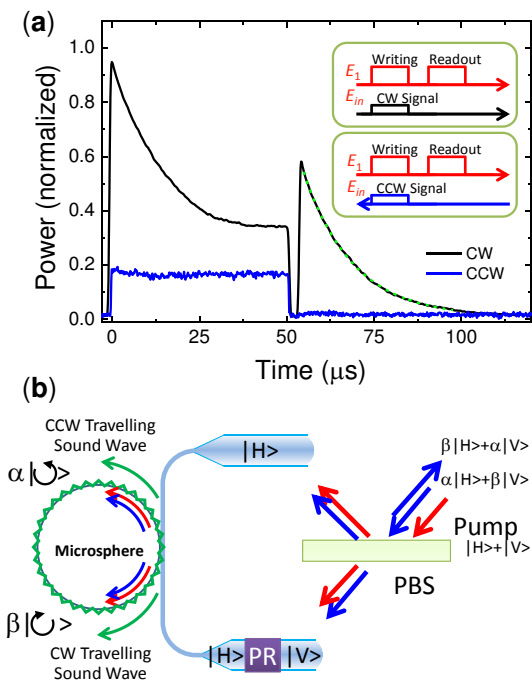 (a)
1.0
0.8
0.6
0.4
0.2
0.0
Power (normalized)
0
25
50
75
100
Time (μs)
Writing Readout
E1
Ein
CW Signal
Writing Readout
E1
Ein
CCW Signal
CW
CCW
(b)
CCW Travelling
Sound Wave
α|↺>
Microsphere
β|↻>
CW Travelling
Sound Wave
|H>
|H> PR |V>
β|H>+α|V>
α|H>+β|V>
Pump
|H>+|V>
PBS